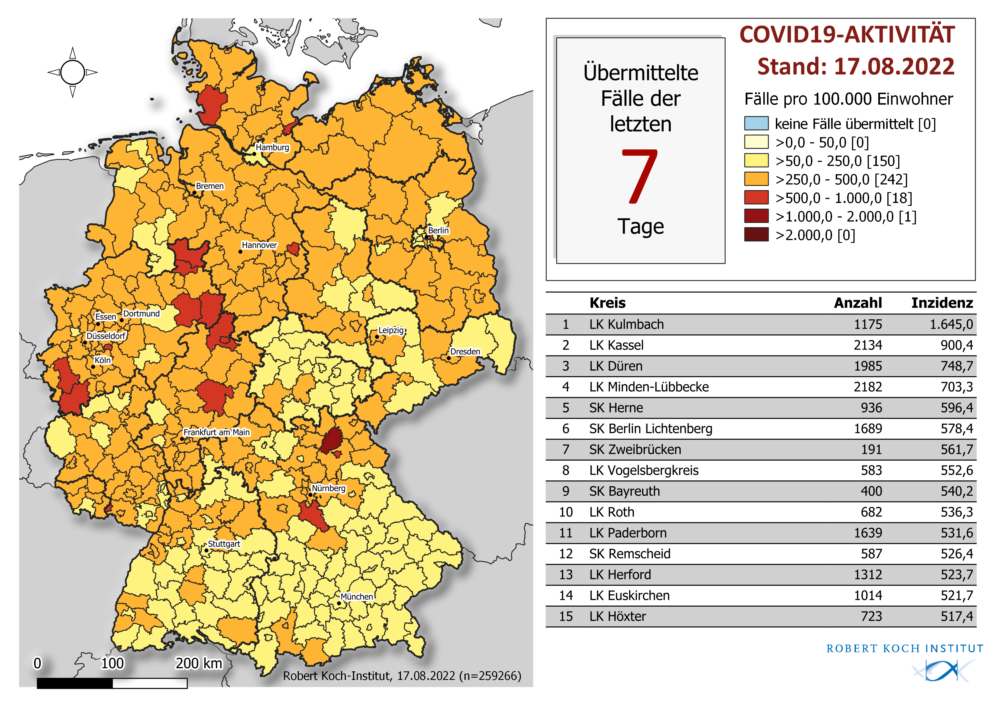 Hamburg
Bremen
Berlin
Hannover
Essen
Dortmund
Düsseldorf
Leipzig
Köln
Dresden
Frankfurt am Main
Nürnberg
Stuttgart
München
0 100 200 km
Robert Koch-Institut, 17.08.2022 (n=259266)
Übermittelte
Fälle der
letzten
7
Tage
COVID19-AKTIVITÄT
Stand: 17.08.2022
Fälle pro 100.000 Einwohner
keine Fälle übermittelt [0]
>0,0 - 50,0 [0]
>50,0 - 250,0 [150]
>250,0 - 500,0 [242]
>500,0 - 1.000,0 [18]
>1.000,0 - 2.000,0 [1]
>2.000,0 [0]
Kreis Anzahl Inzidenz
1 LK Kulmbach 1175 1.645,0
2 LK Kassel 2134 900,4
3 LK Düren 1985 748,7
4 LK Minden-Lübbecke 2182 703,3
5 SK Herne 936 596,4
6 SK Berlin Lichtenberg 1689 578,4
7 SK Zweibrücken 191 561,7
8 LK Vogelsbergkreis 583 552,6
9 SK Bayreuth 400 540,2
10 LK Roth 682 536,3
11 LK Paderborn 1639 531,6
12 SK Remscheid 587 526,4
13 LK Herford 1312 523,7
14 LK Euskirchen 1014 521,7
15 LK Höxter 723 517,4
ROBERT KOCH INSTITUT